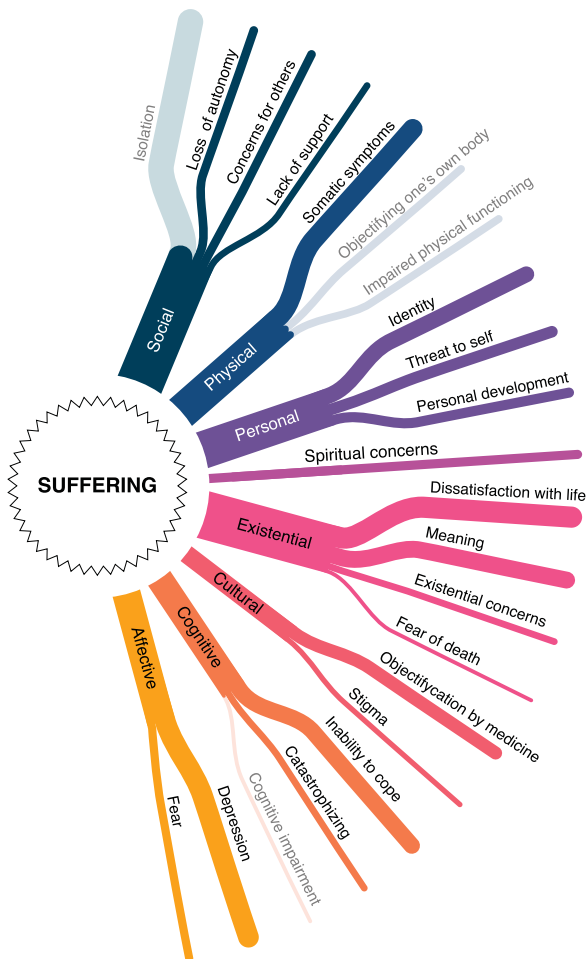 Isolation
Loss of autonomy
Concerns for others
Lack of support
Social
Somatic symptoms
Objectifying one's own body
Impaired physical functioning
Physical
Identity
Threat to self
Personal development
Personal
Spiritual concerns
SUFFERING
Dissatisfaction with life
Meaning
Existential concerns
Fear of death
Existential
Cultural
Objectifycation by medicine
Stigma
Cognitive
Inability to cope
Catastrophizing
Cognitive impairment
Affective
Depression
Fear